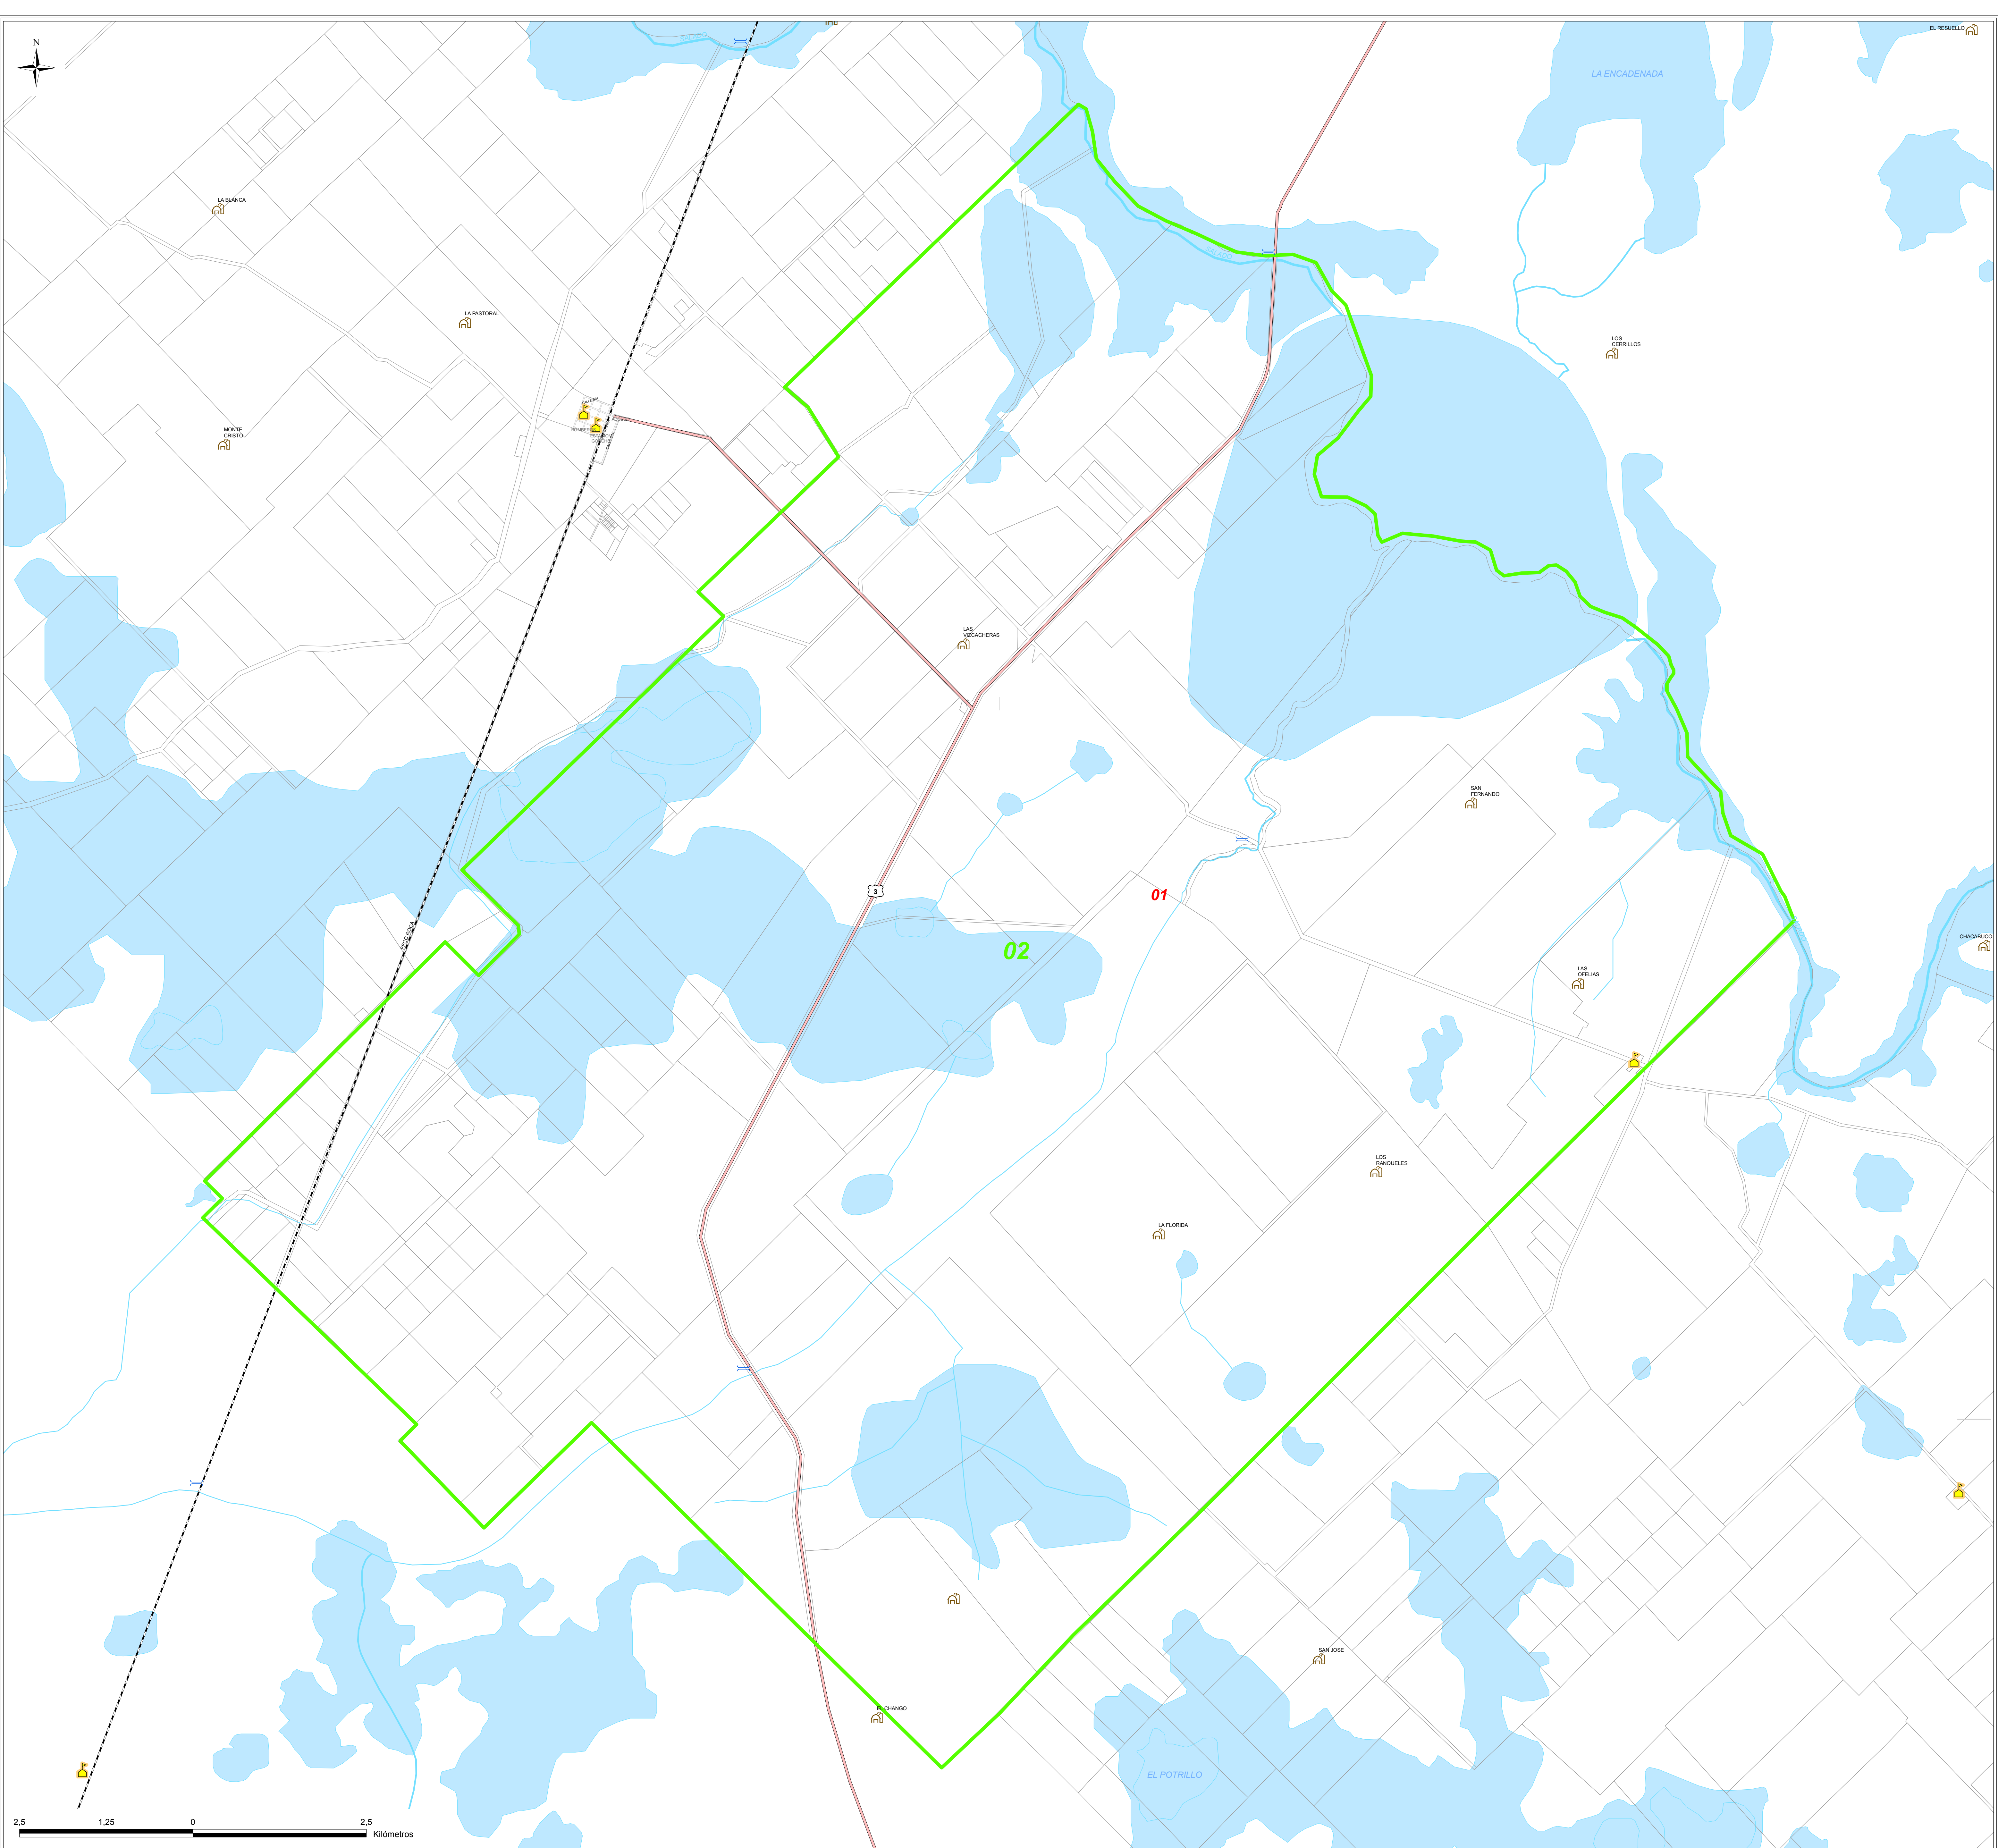 N
EL RESUELLO
LA ENCADENADA
LA BLANCA
LA PASTORAL
LOS
CERRILLOS
MONTE
CRISTO
LAS
VIZCACHERAS
SAN
FERNANDO
3
01
FFCC ROCA
02
CHACABUCO
LAS
OFELIAS
LOS
RANQUELES
LA FLORIDA
SAN JOSE
EL CHANGO
EL POTRILLO
2,5
1,25
0
2,5
Kilómetros